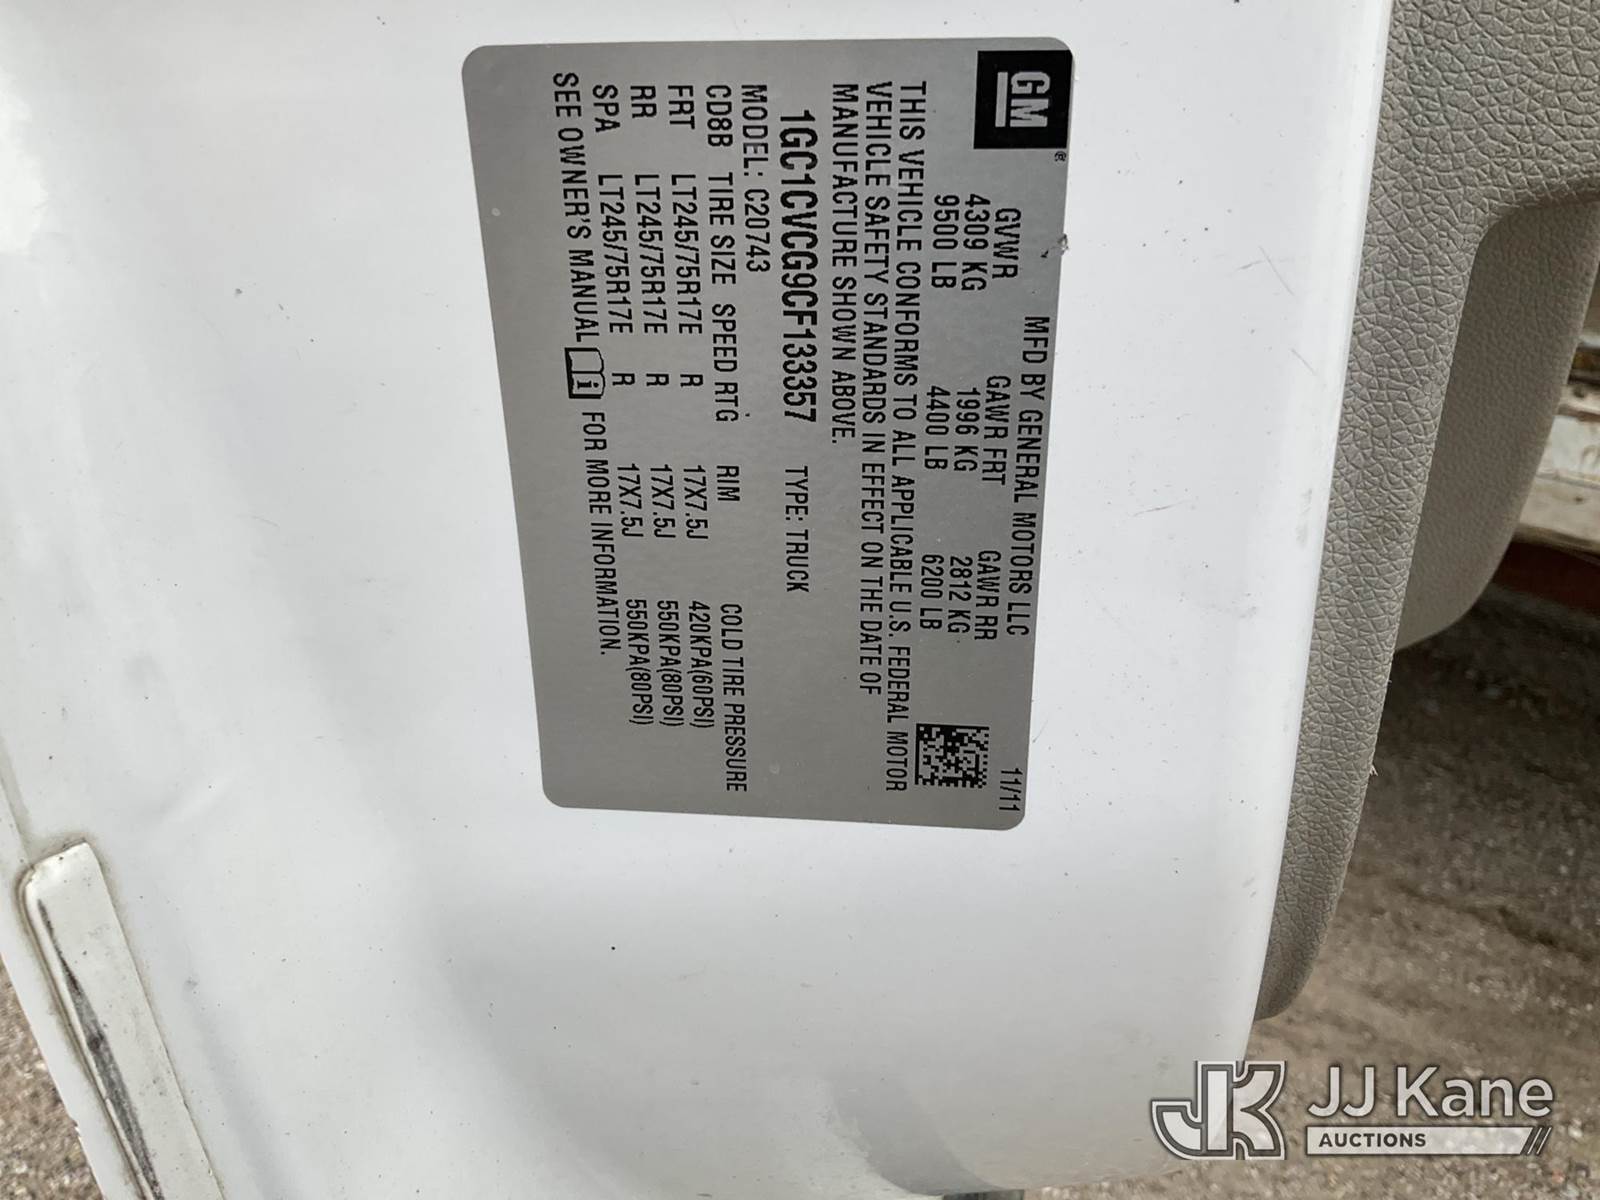 GM®
MFD BY GENERAL MOTORS LLC 11/11
GVWR GAWR FRT GAWR RR
4309 KG 1996 KG 2812 KG
9500 LB 4400 LB 6200 LB
THIS VEHICLE CONFORMS TO ALL APPLICABLE U.S. FEDERAL MOTOR
VEHICLE SAFETY STANDARDS IN EFFECT ON THE DATE OF
MANUFACTURE SHOWN ABOVE.
1GC1CVCG9CF133357 TYPE: TRUCK
MODEL: C20743
CD8B TIRE SIZE SPEED RTG RIM COLD TIRE PRESSURE
FRT LT245/75R17E R 17X7.5J 420KPA(60PSI)
RR LT245/75R17E R 17X7.5J 550KPA(80PSI)
SPA LT245/75R17E R 17X7.5J 550KPA(80PSI)
SEE OWNER'S MANUAL i FOR MORE INFORMATION.
JK JJ Kane
AUCTIONS